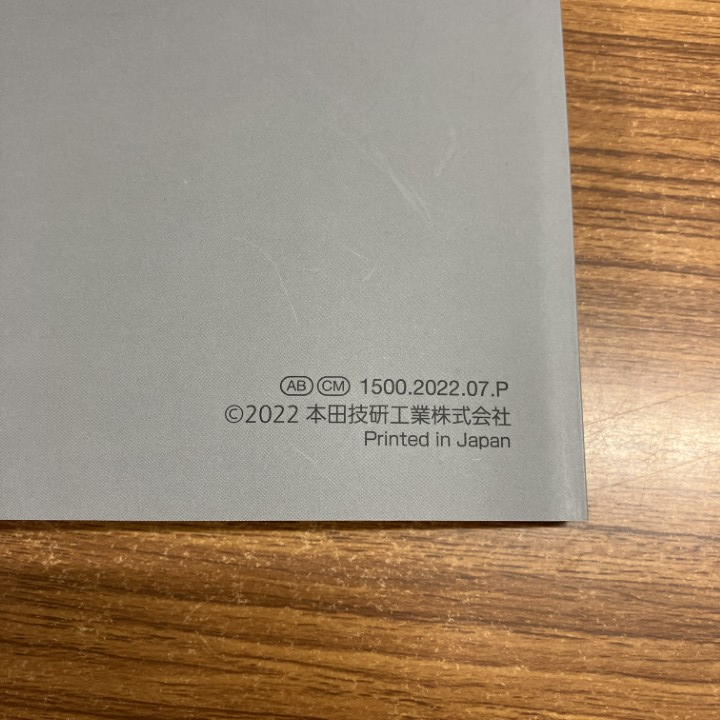 AB CM 1500.2022.07.P
©2022 本田技研工業株式会社
Printed in Japan